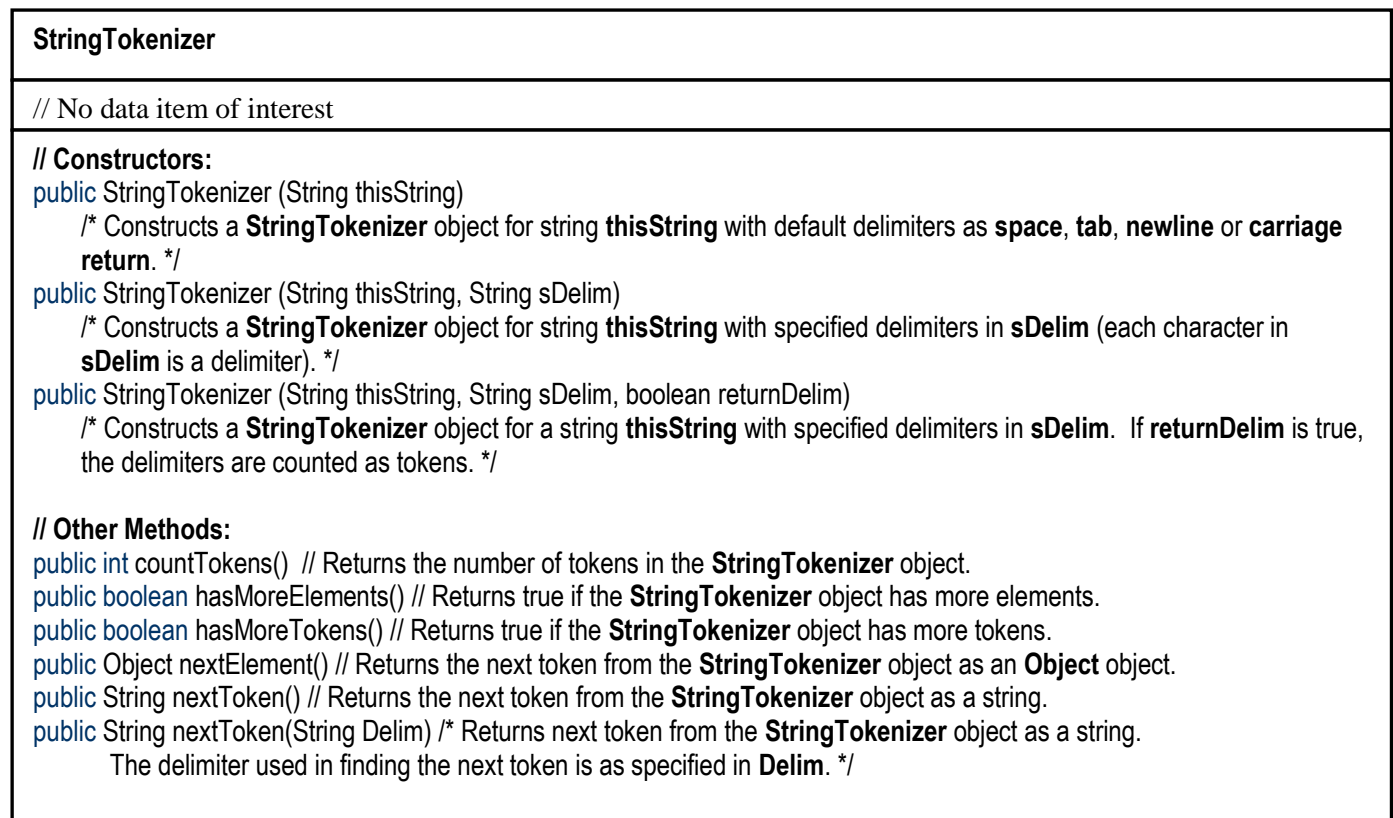 StringTokenizer
// No data item of interest
// Constructors:
public StringTokenizer (String thisString)
/* Constructs a StringTokenizer object for string thisString with default delimiters as space, tab, newline or carriage
return. */
public StringTokenizer (String thisString, String sDelim)
/* Constructs a StringTokenizer object for string thisString with specified delimiters in sDelim (each character in
sDelim is a delimiter). */
public StringTokenizer (String thisString, String sDelim, boolean returnDelim)
/* Constructs a StringTokenizer object for a string thisString with specified delimiters in sDelim. If returnDelim is true,
the delimiters are counted as tokens. */
// Other Methods:
public int countTokens() // Returns the number of tokens in the StringTokenizer object.
public boolean hasMoreElements() // Returns true if the StringTokenizer object has more elements.
public boolean hasMoreTokens() // Returns true if the StringTokenizer object has more tokens.
public Object nextElement() // Returns the next token from the StringTokenizer object as an Object object.
public String nextToken() // Returns the next token from the StringTokenizer object as a string.
public String nextToken(String Delim) /* Returns next token from the StringTokenizer object as a string.
The delimiter used in finding the next token is as specified in Delim. */